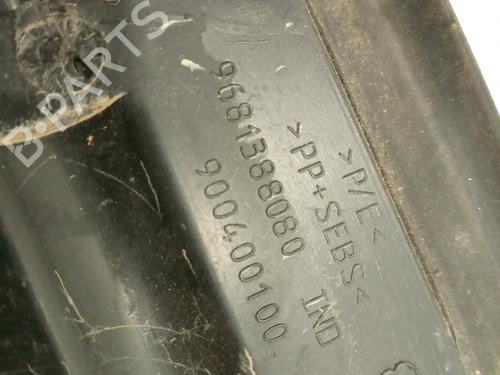 >P/E<
>PP+SEBS<
9681388080 IND
900400100
B-PARTS